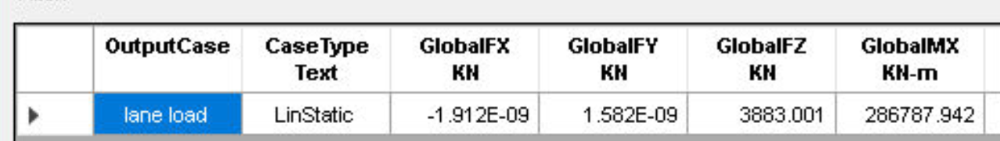 OutputCase CaseType GlobalFX GlobalFY GlobalFZ GlobalMX
Text KN KN KN KN-m
lane load LinStatic -1.912E-09 1.582E-09 3883.001 286787.942